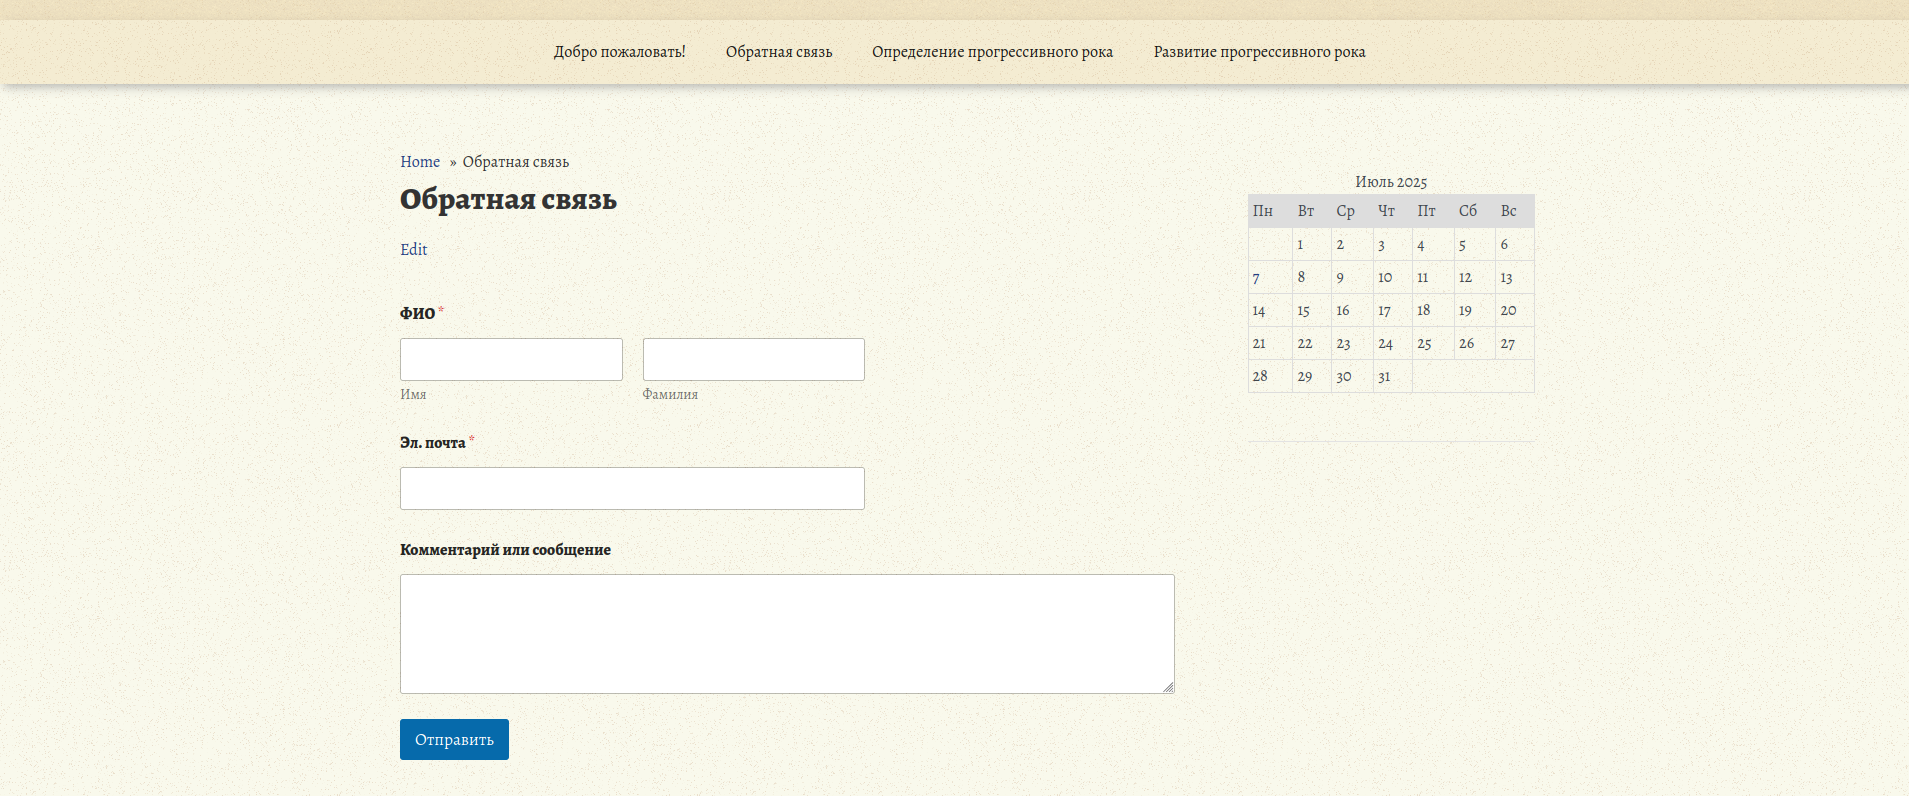 Добро пожаловать! Обратная связь Определение прогрессивного рока Развитие прогрессивного рока
Home » Обратная связь
Обратная связь
Edit
ФИО *
Имя Фамилия
Эл. почта *
Комментарий или сообщение
Отправить
Июль 2025
Пн Вт Ср Чт Пт Сб Вс
1 2 3 4 5 6
7 8 9 10 11 12 13
14 15 16 17 18 19 20
21 22 23 24 25 26 27
28 29 30 31